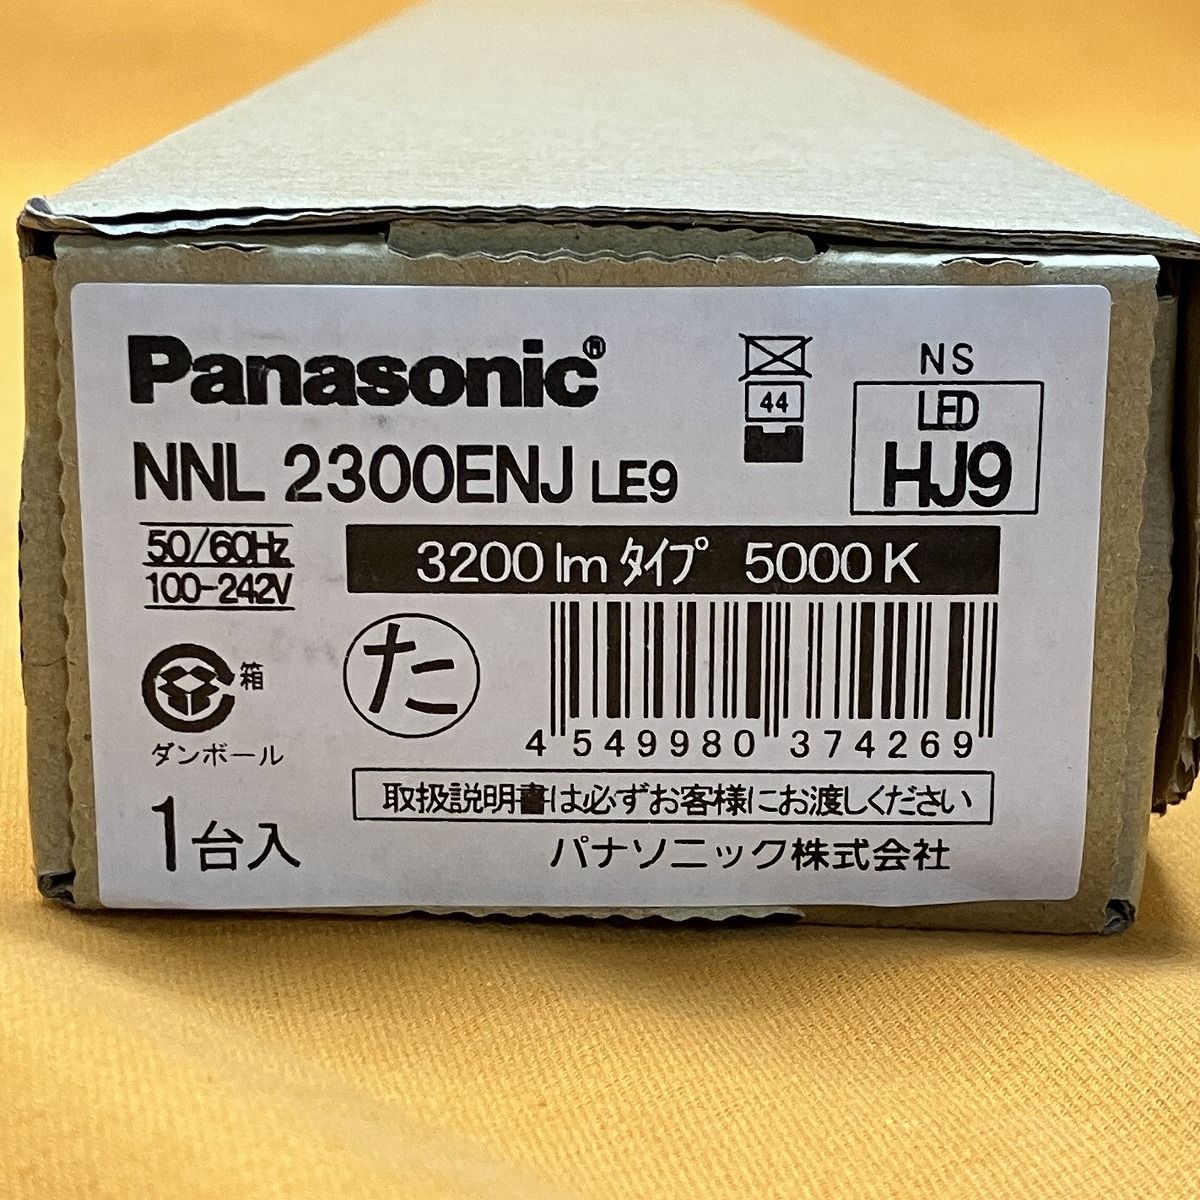 Panasonic®
NNL 2300ENJ LE9
44
NS
LED
HJ9
50/60Hz
100-242V
3200 lm タイプ 5000 K
箱
ダンボール
た
4 549980 374269
取扱説明書は必ずお客様にお渡しください
1台入
パナソニック株式会社